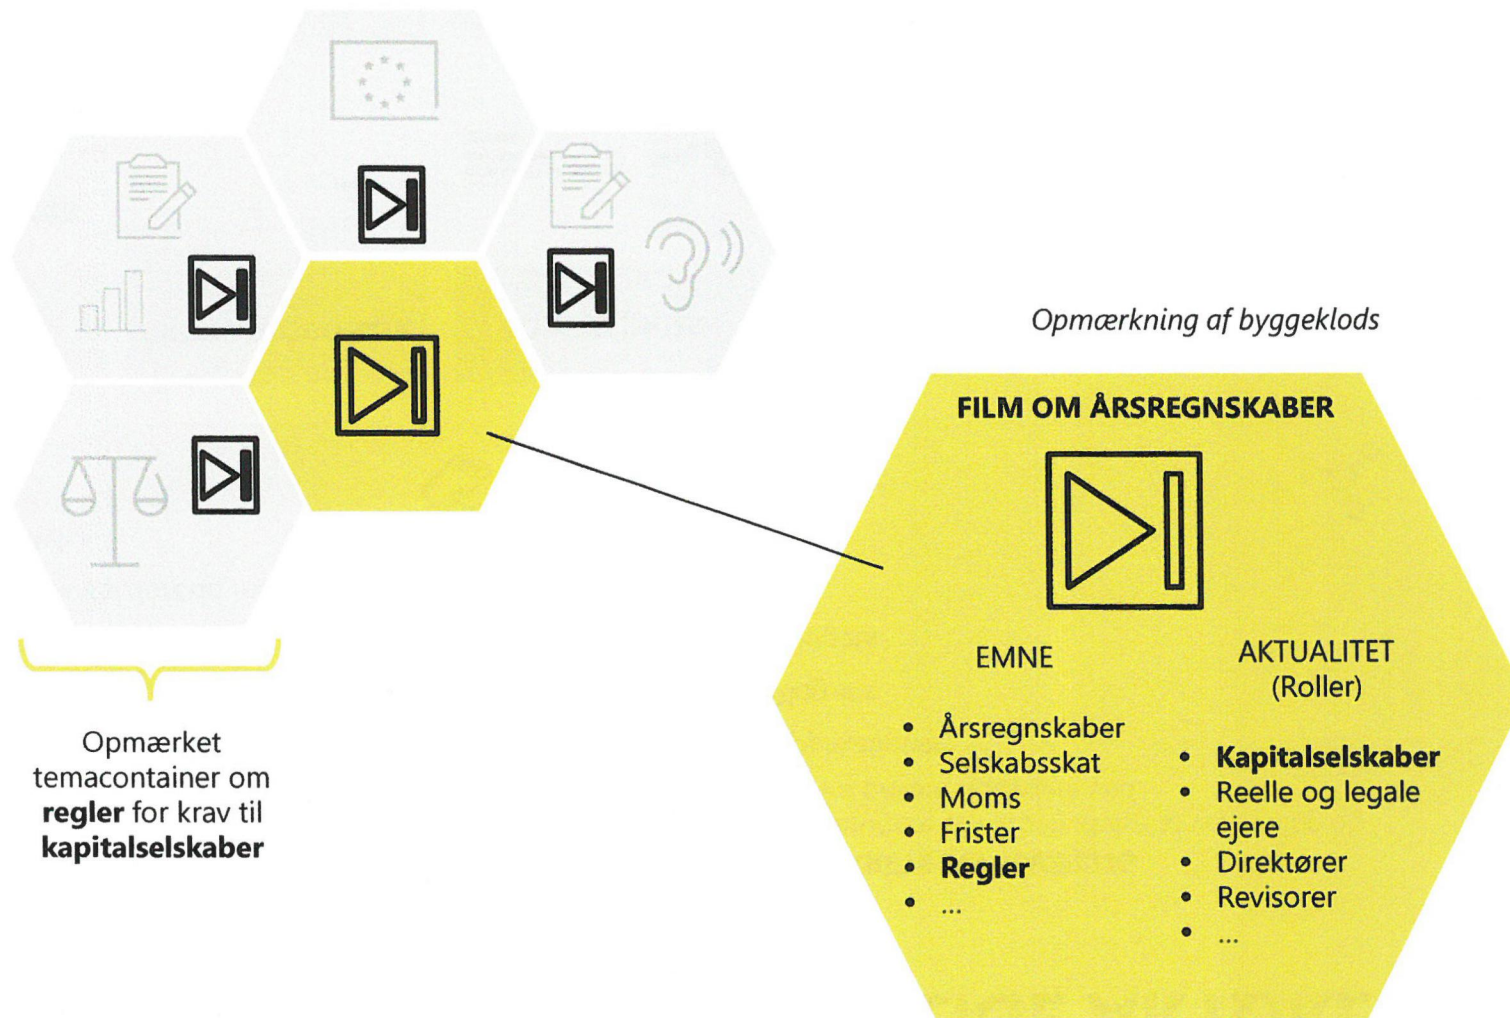 Opmærkning af byggeklods
FILM OM ÅRSREGNSKABER
EMNE
• Årsregnskaber
• Selskabsskat
• Moms
• Frister
• Regler
• ...
AKTUALITET
(Roller)
• Kapitalselskaber
• Reelle og legale
ejere
• Direktører
• Revisorer
• ...
Opmærket
temacontainer om
regler for krav til
kapitalselskaber